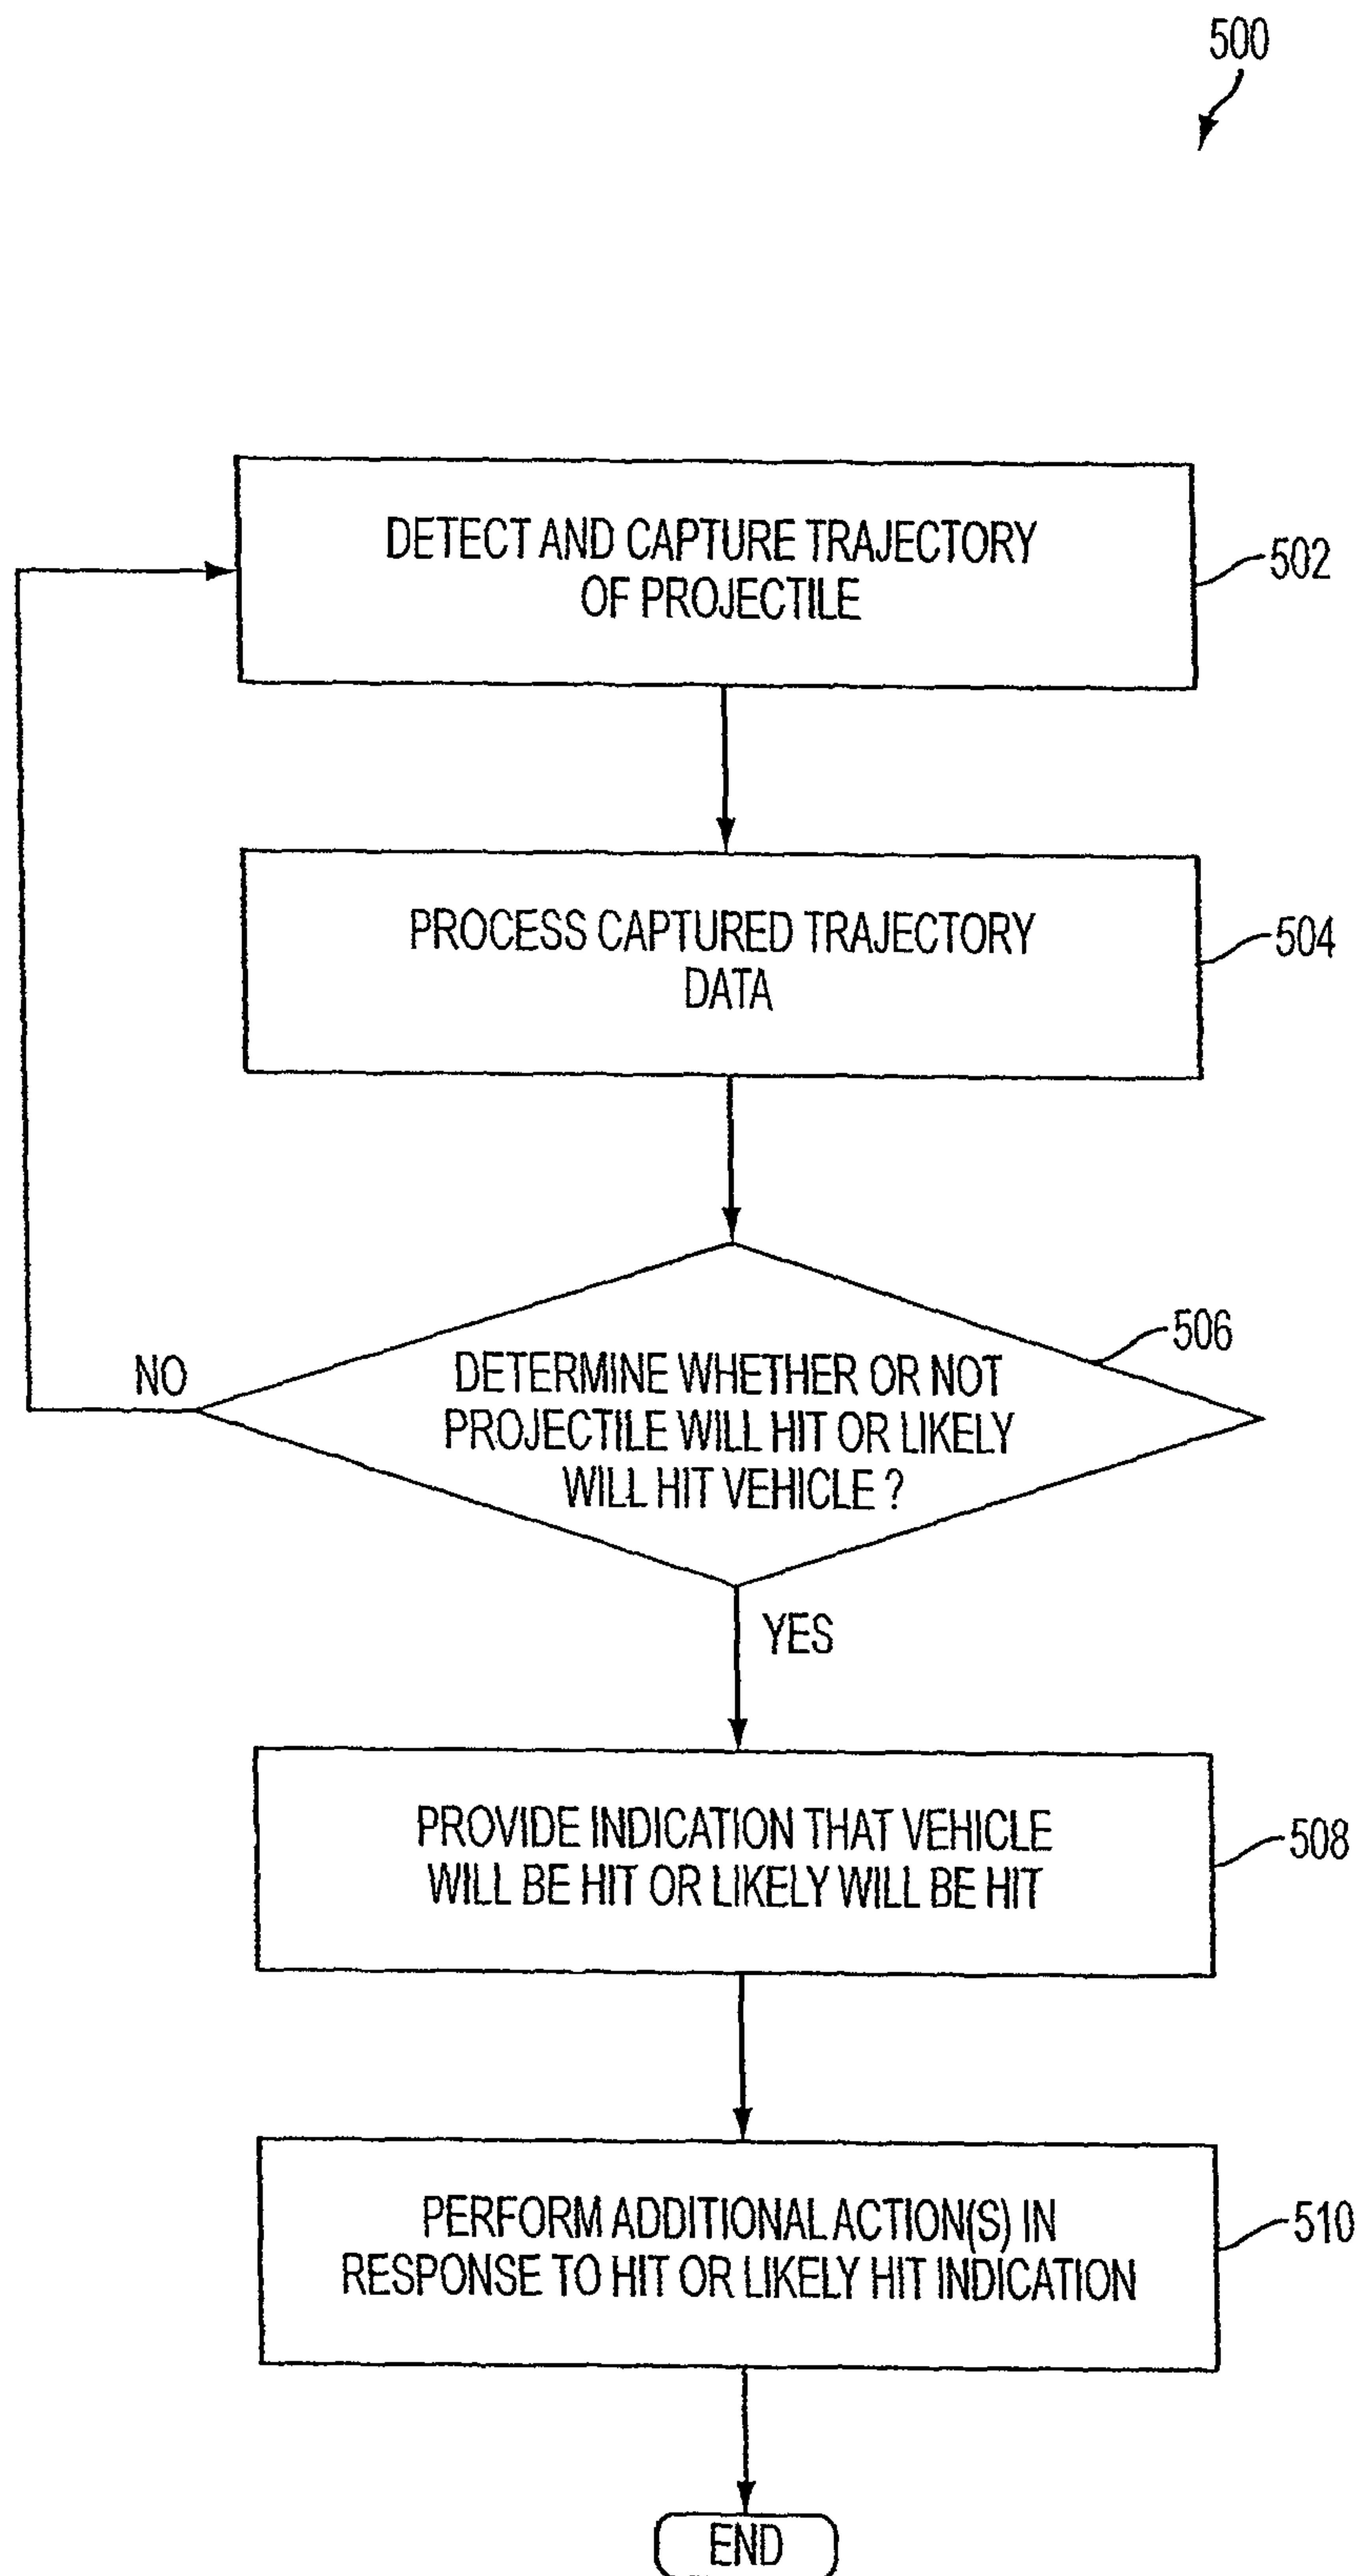 500
DETECT AND CAPTURE TRAJECTORY
OF PROJECTILE
502
PROCESS CAPTURED TRAJECTORY
DATA
504
506
NO
DETERMINE WHETHER OR NOT
PROJECTILE WILL HIT OR LIKELY
WILL HIT VEHICLE ?
YES
PROVIDE INDICATION THAT VEHICLE
WILL BE HIT OR LIKELY WILL BE HIT
508
PERFORM ADDITIONAL ACTION(S) IN
RESPONSE TO HIT OR LIKELY HIT INDICATION
510
END